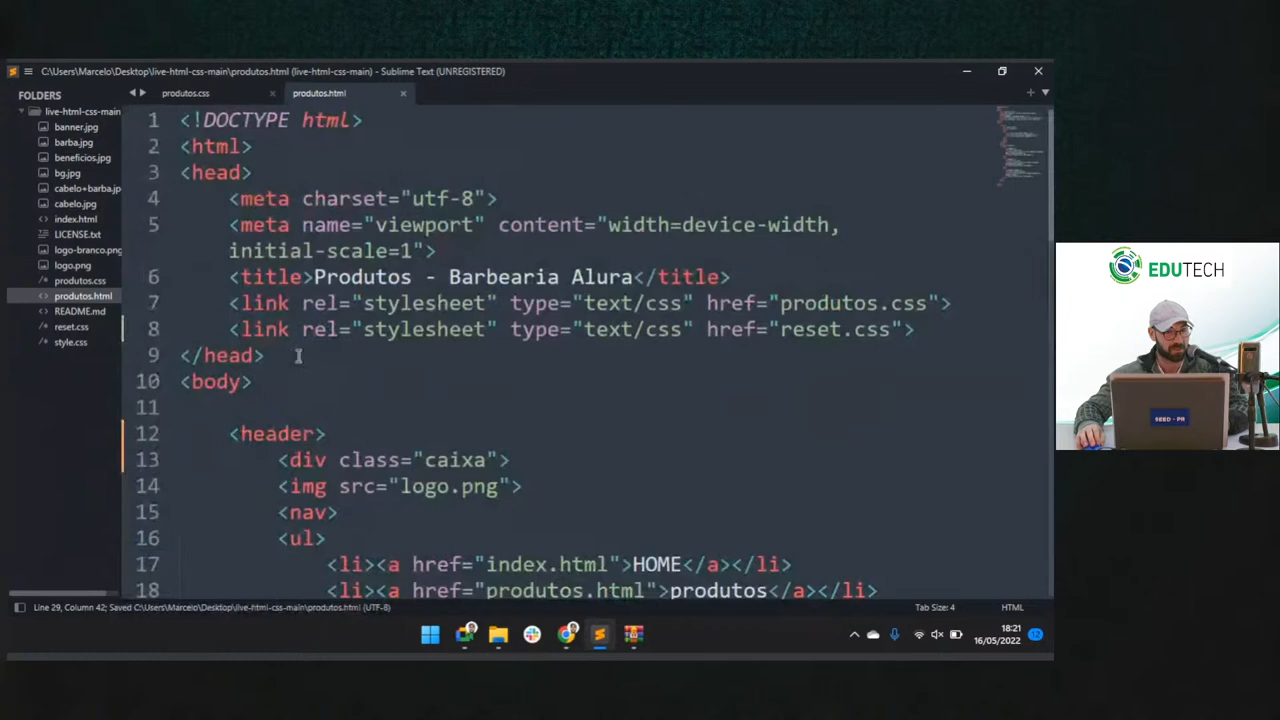 C:\Users\Marcelo\Desktop\live-html-css-main\produtos.html (live-html-css-main) - Sublime Text (UNREGISTERED)
FOLDERS
live-html-css-main
banner.jpg
barba.jpg
beneficios.jpg
bg.jpg
cabelo+barba.jp
cabelo.jpg
index.html
LICENSE.txt
logo-branco.png
logo.png
produtos.css
produtos.html
README.md
reset.css
style.css
produtos.css
produtos.html
1 <!DOCTYPE html>
2 <html>
3 <head>
4 <meta charset="utf-8">
5 <meta name="viewport" content="width=device-width,
initial-scale=1">
6 <title>Produtos - Barbearia Alura</title>
7 <link rel="stylesheet" type="text/css" href="produtos.css">
8 <link rel="stylesheet" type="text/css" href="reset.css">
9 </head>
10 <body>
11
12 <header>
13 <div class="caixa">
14 <img src="logo.png">
15 <nav>
16 <ul>
17 <li><a href="index.html">HOME</a></li>
18 <li><a href="produtos.html">produtos</a></li>
Line 29, Column 42; Saved C:\Users\Marcelo\Desktop\live-html-css-main\produtos.html (UTF-8)
Tab Size: 4
HTML
18:21
16/05/2022
12
EDUTECH
SEED - PR